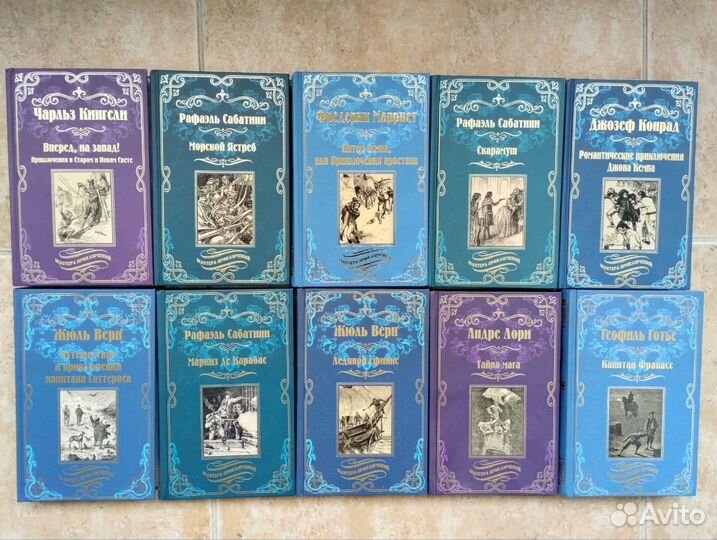 Чарльз Кингсли
Вперед, на запад!
Приключения в Старом и Новом Свете
МАСТЕРА ПРИКЛЮЧЕНИЙ
Рафаэль Сабатини
Морской Ястреб
МАСТЕРА ПРИКЛЮЧЕНИЙ
Фредерик Марриет
Питер Симпл,
или Приключения простака
МАСТЕРА ПРИКЛЮЧЕНИЙ
Рафаэль Сабатини
Скарамуш
МАСТЕРА ПРИКЛЮЧЕНИЙ
Джозеф Конрад
Романтические приключения
Джона Кемпа
МАСТЕРА ПРИКЛЮЧЕНИЙ
Жюль Верн
Путешествие
и приключения
капитана Гаттераса
МАСТЕРА ПРИКЛЮЧЕНИЙ
Рафаэль Сабатини
Маркиз Де Карабас
МАСТЕРА ПРИКЛЮЧЕНИЙ
Жюль Верн
Ледяной сфинкс
МАСТЕРА ПРИКЛЮЧЕНИЙ
Андре Лори
Тайна мага
МАСТЕРА ПРИКЛЮЧЕНИЙ
Теофиль Готье
Капитан Фракасс
МАСТЕРА ПРИКЛЮЧЕНИЙ
Avito